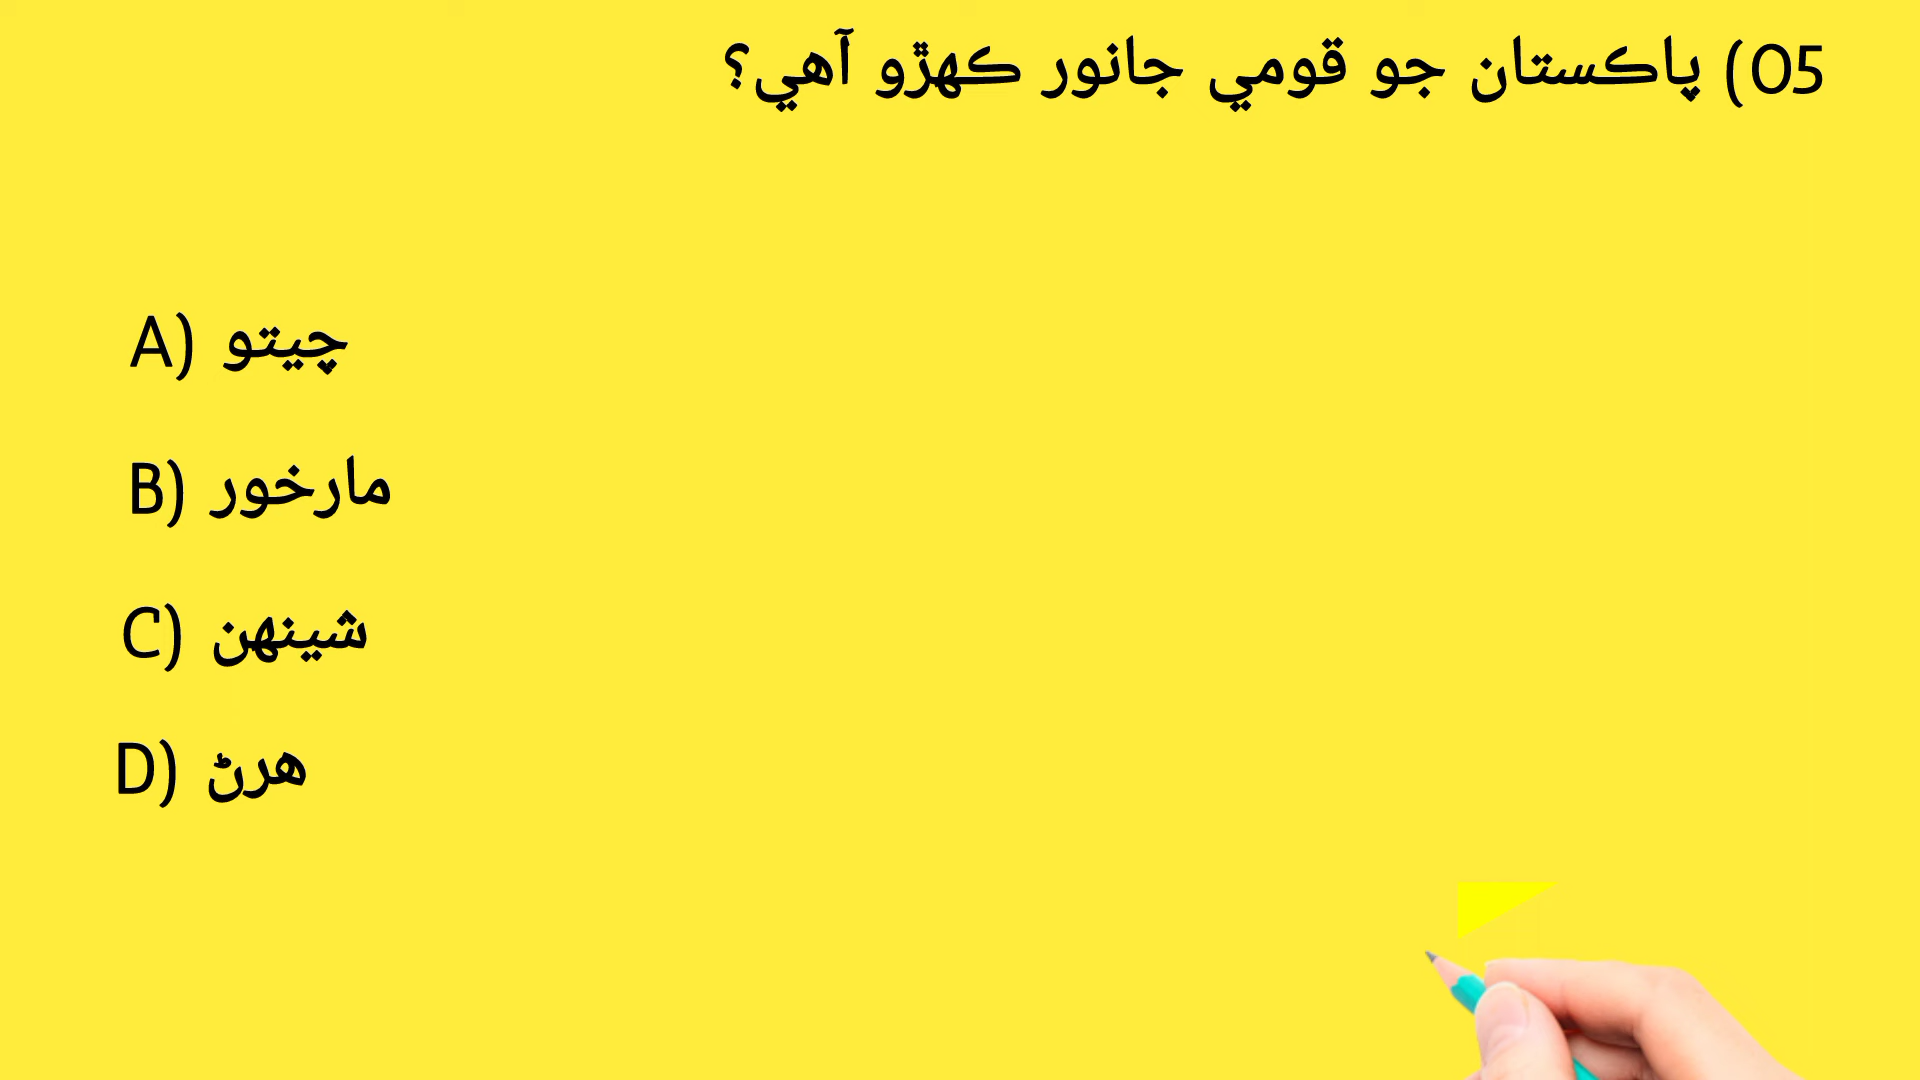 05) پاڪستان جو قومي جانور ڪهڙو آهي؟
A) چيتو
B) مارخور
C) شينهن
D) هرڻ